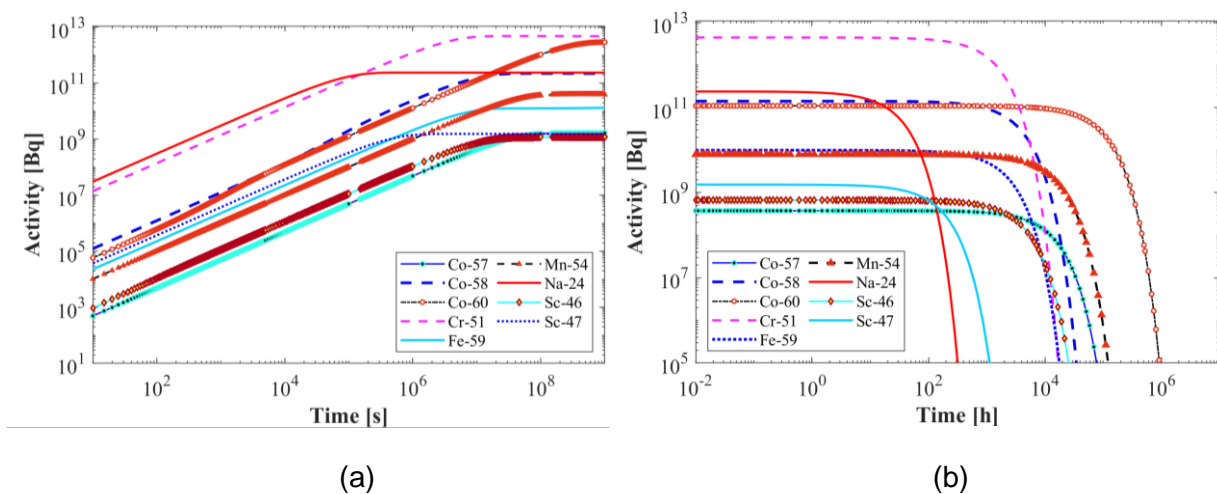 (a)
10^13
10^11
10^9
10^7
10^5
10^3
10^1
Activity [Bq]
10^2
10^4
10^6
10^8
Time [s]
Co-57
Co-58
Co-60
Cr-51
Fe-59
Mn-54
Na-24
Sc-46
Sc-47
(a)
(b)
10^13
10^11
10^9
10^7
10^5
Activity [Bq]
10^-2
10^0
10^2
10^4
10^6
Time [h]
Co-57
Co-58
Co-60
Cr-51
Fe-59
Mn-54
Na-24
Sc-46
Sc-47
(b)